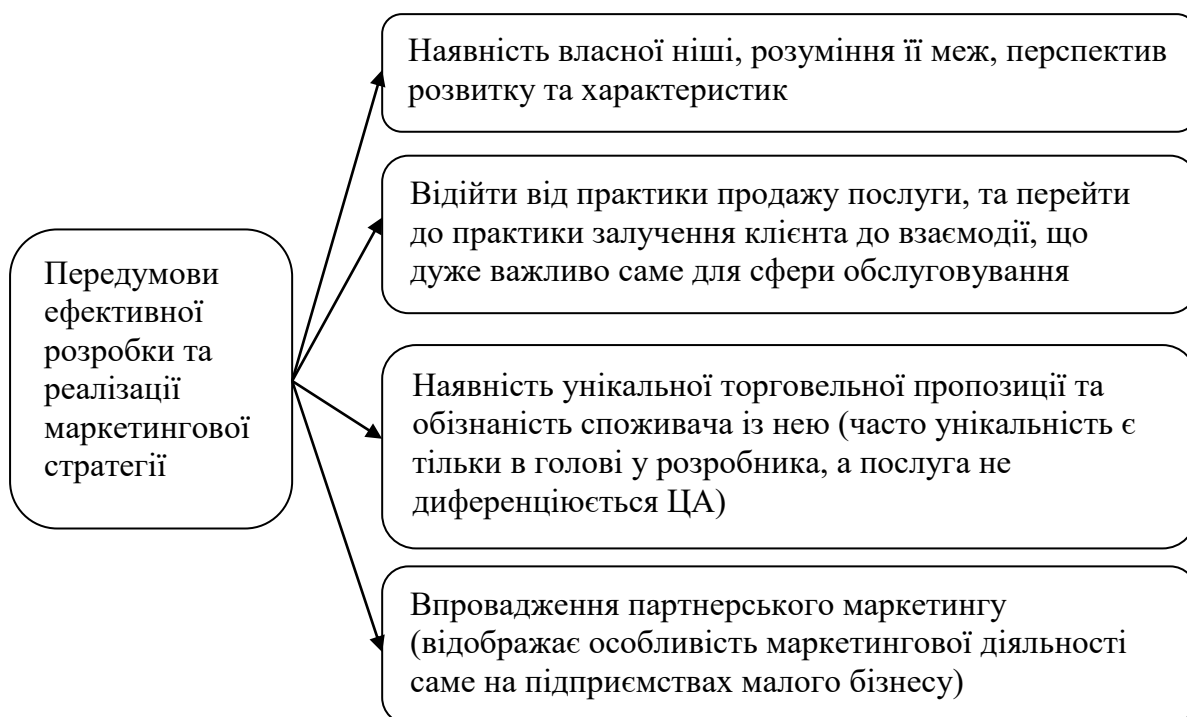 Наявність власної ніші, розуміння її меж, перспектив
розвитку та характеристик
Відійти від практики продажу послуги, та перейти
до практики залучення клієнта до взаємодії, що
дуже важливо саме для сфери обслуговування
Передумови
ефективної
розробки та
реалізації
маркетингової
стратегії
Наявність унікальної торговельної пропозиції та
обізнаність споживача із нею (часто унікальність є
тільки в голові у розробника, а послуга не
диференціюється ЦА)
Впровадження партнерського маркетингу
(відображає особливість маркетингової діяльності
саме на підприємствах малого бізнесу)